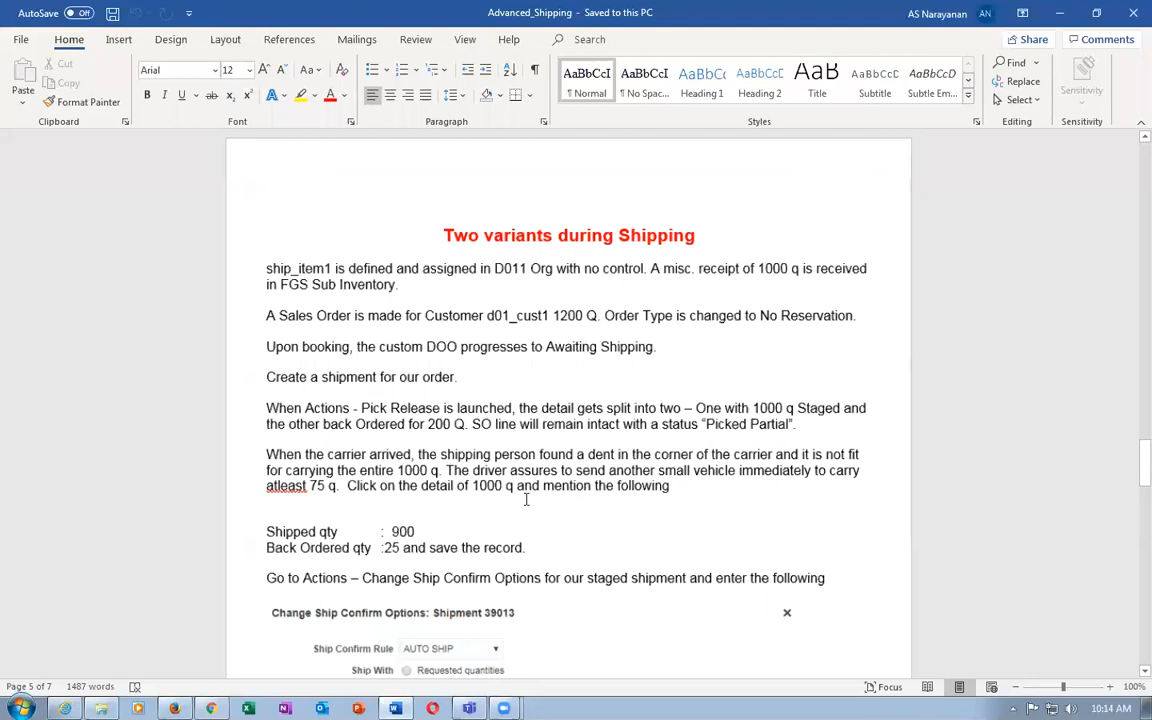 AutoSave Off Advanced_Shipping - Saved to this PC AS Narayanan AN
File Home Insert Design Layout References Mailings Review View Help Search Share Comments
Paste Cut Copy Format Painter
Arial 12
AaBbCcI ¶ Normal AaBbCcI ¶ No Spac... AaBbCc Heading 1 AaBbCcI Heading 2 AaB Title AaBbCcI Subtitle AaBbCcD Subtle Em...
Find Replace Select Sensitivity
Clipboard Font Paragraph Styles Editing Sensitivity
Two variants during Shipping
ship_item1 is defined and assigned in D011 Org with no control. A misc. receipt of 1000 q is received
in FGS Sub Inventory.
A Sales Order is made for Customer d01_cust1 1200 Q. Order Type is changed to No Reservation.
Upon booking, the custom DOO progresses to Awaiting Shipping.
Create a shipment for our order.
When Actions - Pick Release is launched, the detail gets split into two – One with 1000 q Staged and
the other back Ordered for 200 Q. SO line will remain intact with a status “Picked Partial”.
When the carrier arrived, the shipping person found a dent in the corner of the carrier and it is not fit
for carrying the entire 1000 q. The driver assures to send another small vehicle immediately to carry
atleast 75 q. Click on the detail of 1000 q and mention the following
Shipped qty : 900
Back Ordered qty :25 and save the record.
Go to Actions – Change Ship Confirm Options for our staged shipment and enter the following
Change Ship Confirm Options: Shipment 39013
Ship Confirm Rule AUTO SHIP
Ship With Requested quantities
Page 5 of 7 1487 words Focus 100%
10:14 AM